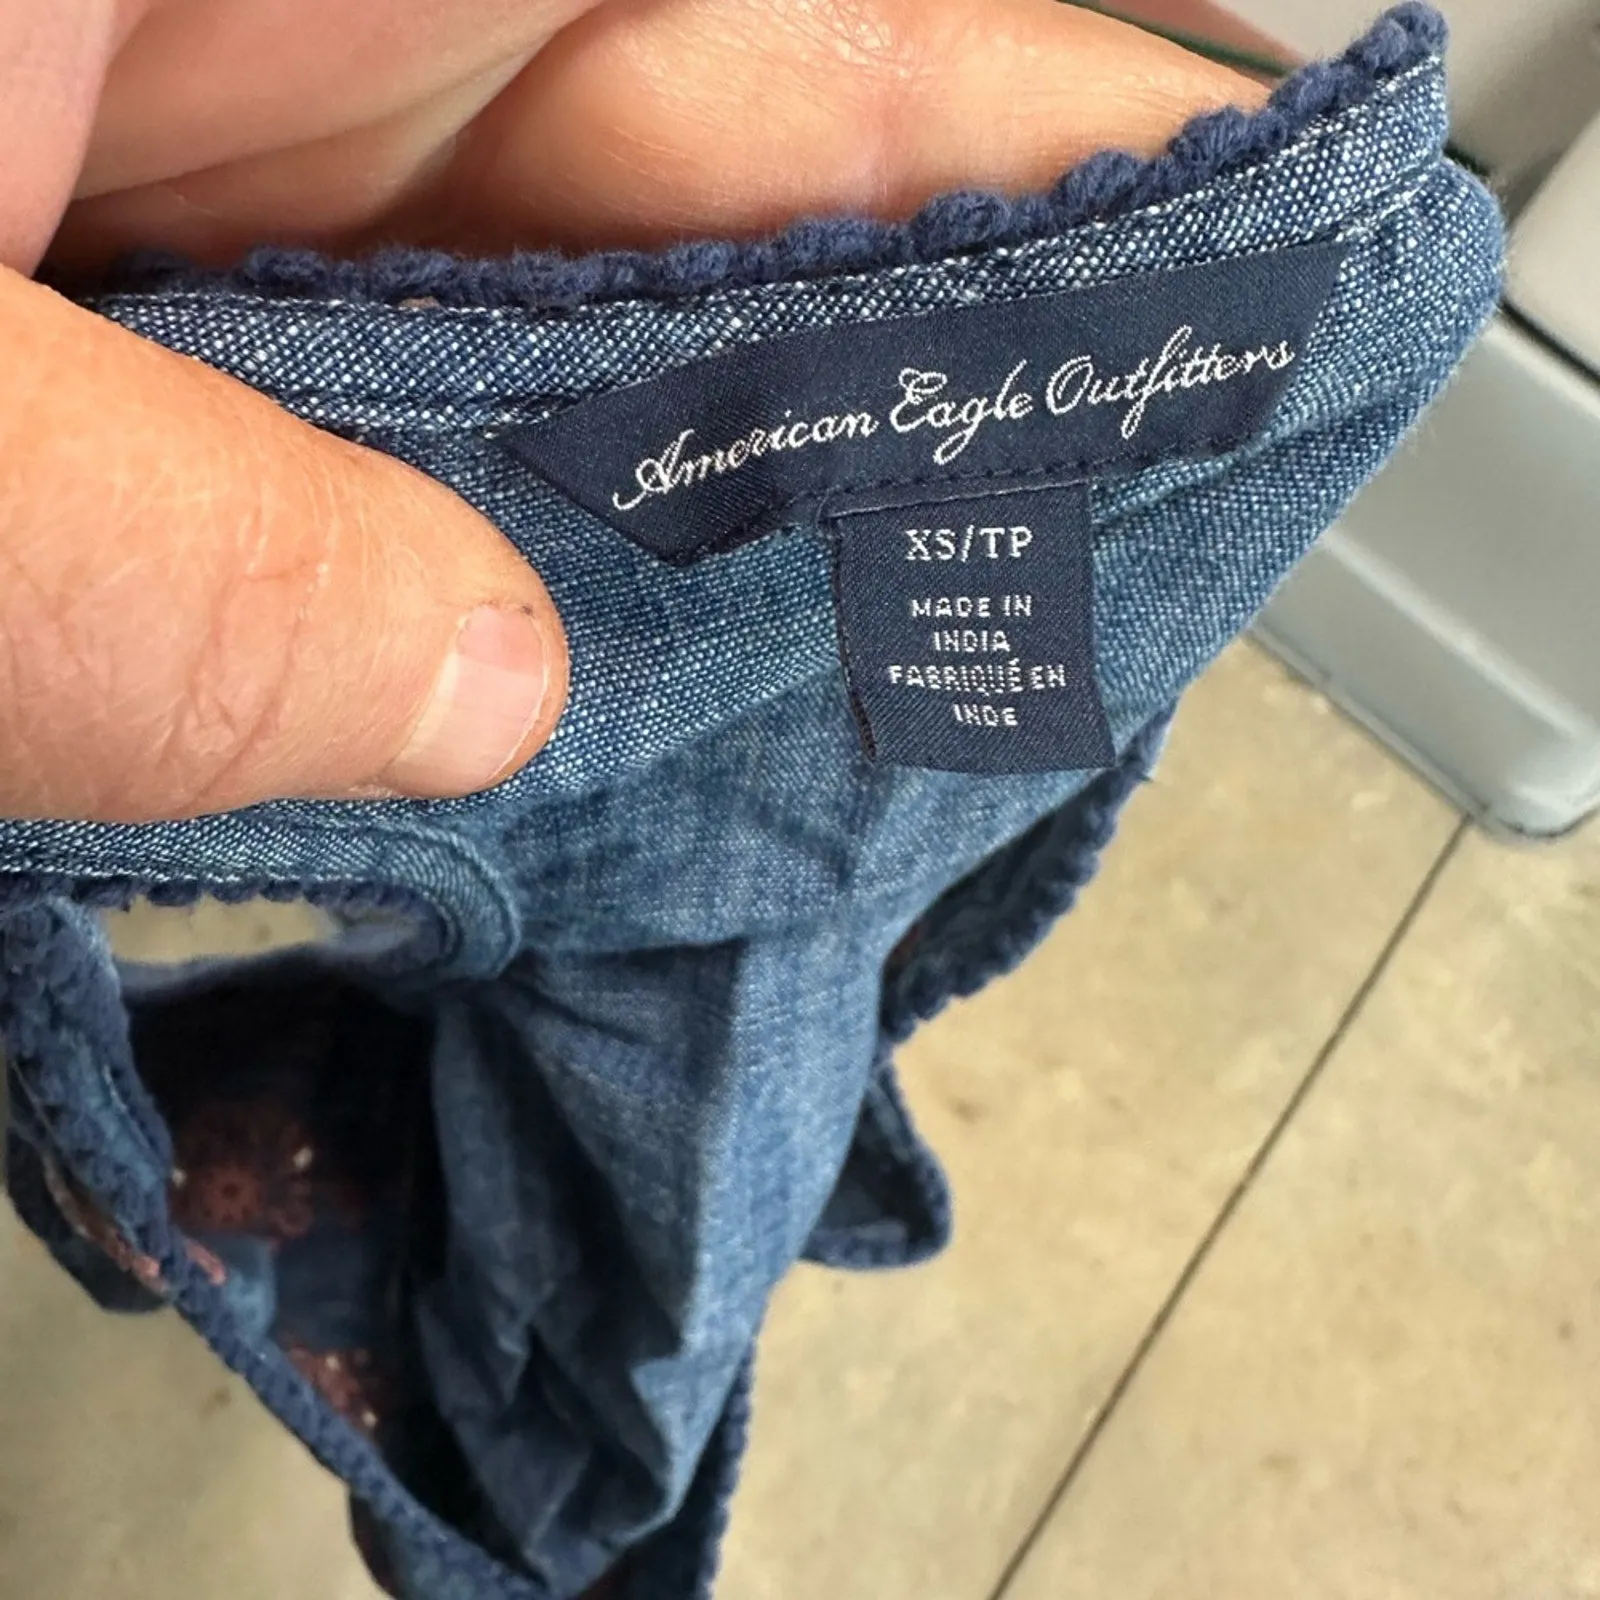 American Eagle Outfitters
XS/TP
MADE IN
INDIA
FABRIQUÉ EN
INDE